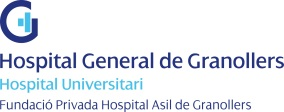 Hospital General de Granollers
Hospital Universitari
Fundació Privada Hospital Asil de Granollers